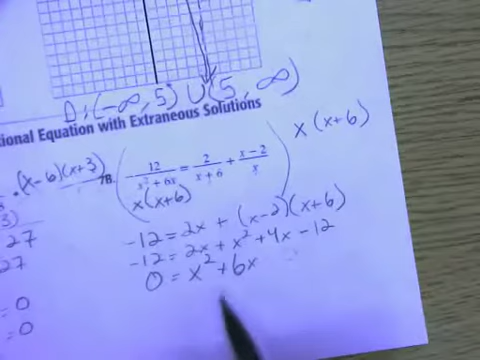 D: (-∞, 5) ∪ (5, ∞)
ional Equation with Extraneous Solutions
(x-6)(x+3)
7B. (-12/(x²+6x) = 2/(x+6) + (x-2)/x) x(x+6)
x(x+6)
27
-12 = 2x + (x-2)(x+6)
27
-12 = 2x + x² + 4x - 12
= 0
0 = x² + 6x
= 0